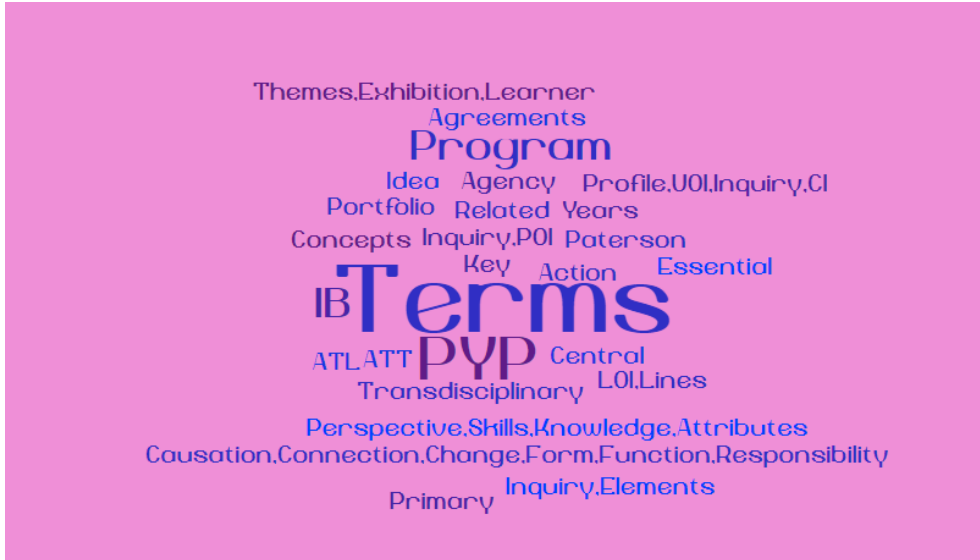 Themes,Exhibition,Learner
Agreements
Program
Idea Agency Profile,UOI,Inquiry,CI
Portfolio Related Years
Concepts Inquiry,POI Paterson
Key Action Essential
IB Terms
ATL.ATT PYP Central
Transdisciplinary LOI,Lines
Perspective,Skills,Knowledge,Attributes
Causation,Connection,Change,Form,Function,Responsibility
Inquiry,Elements
Primary